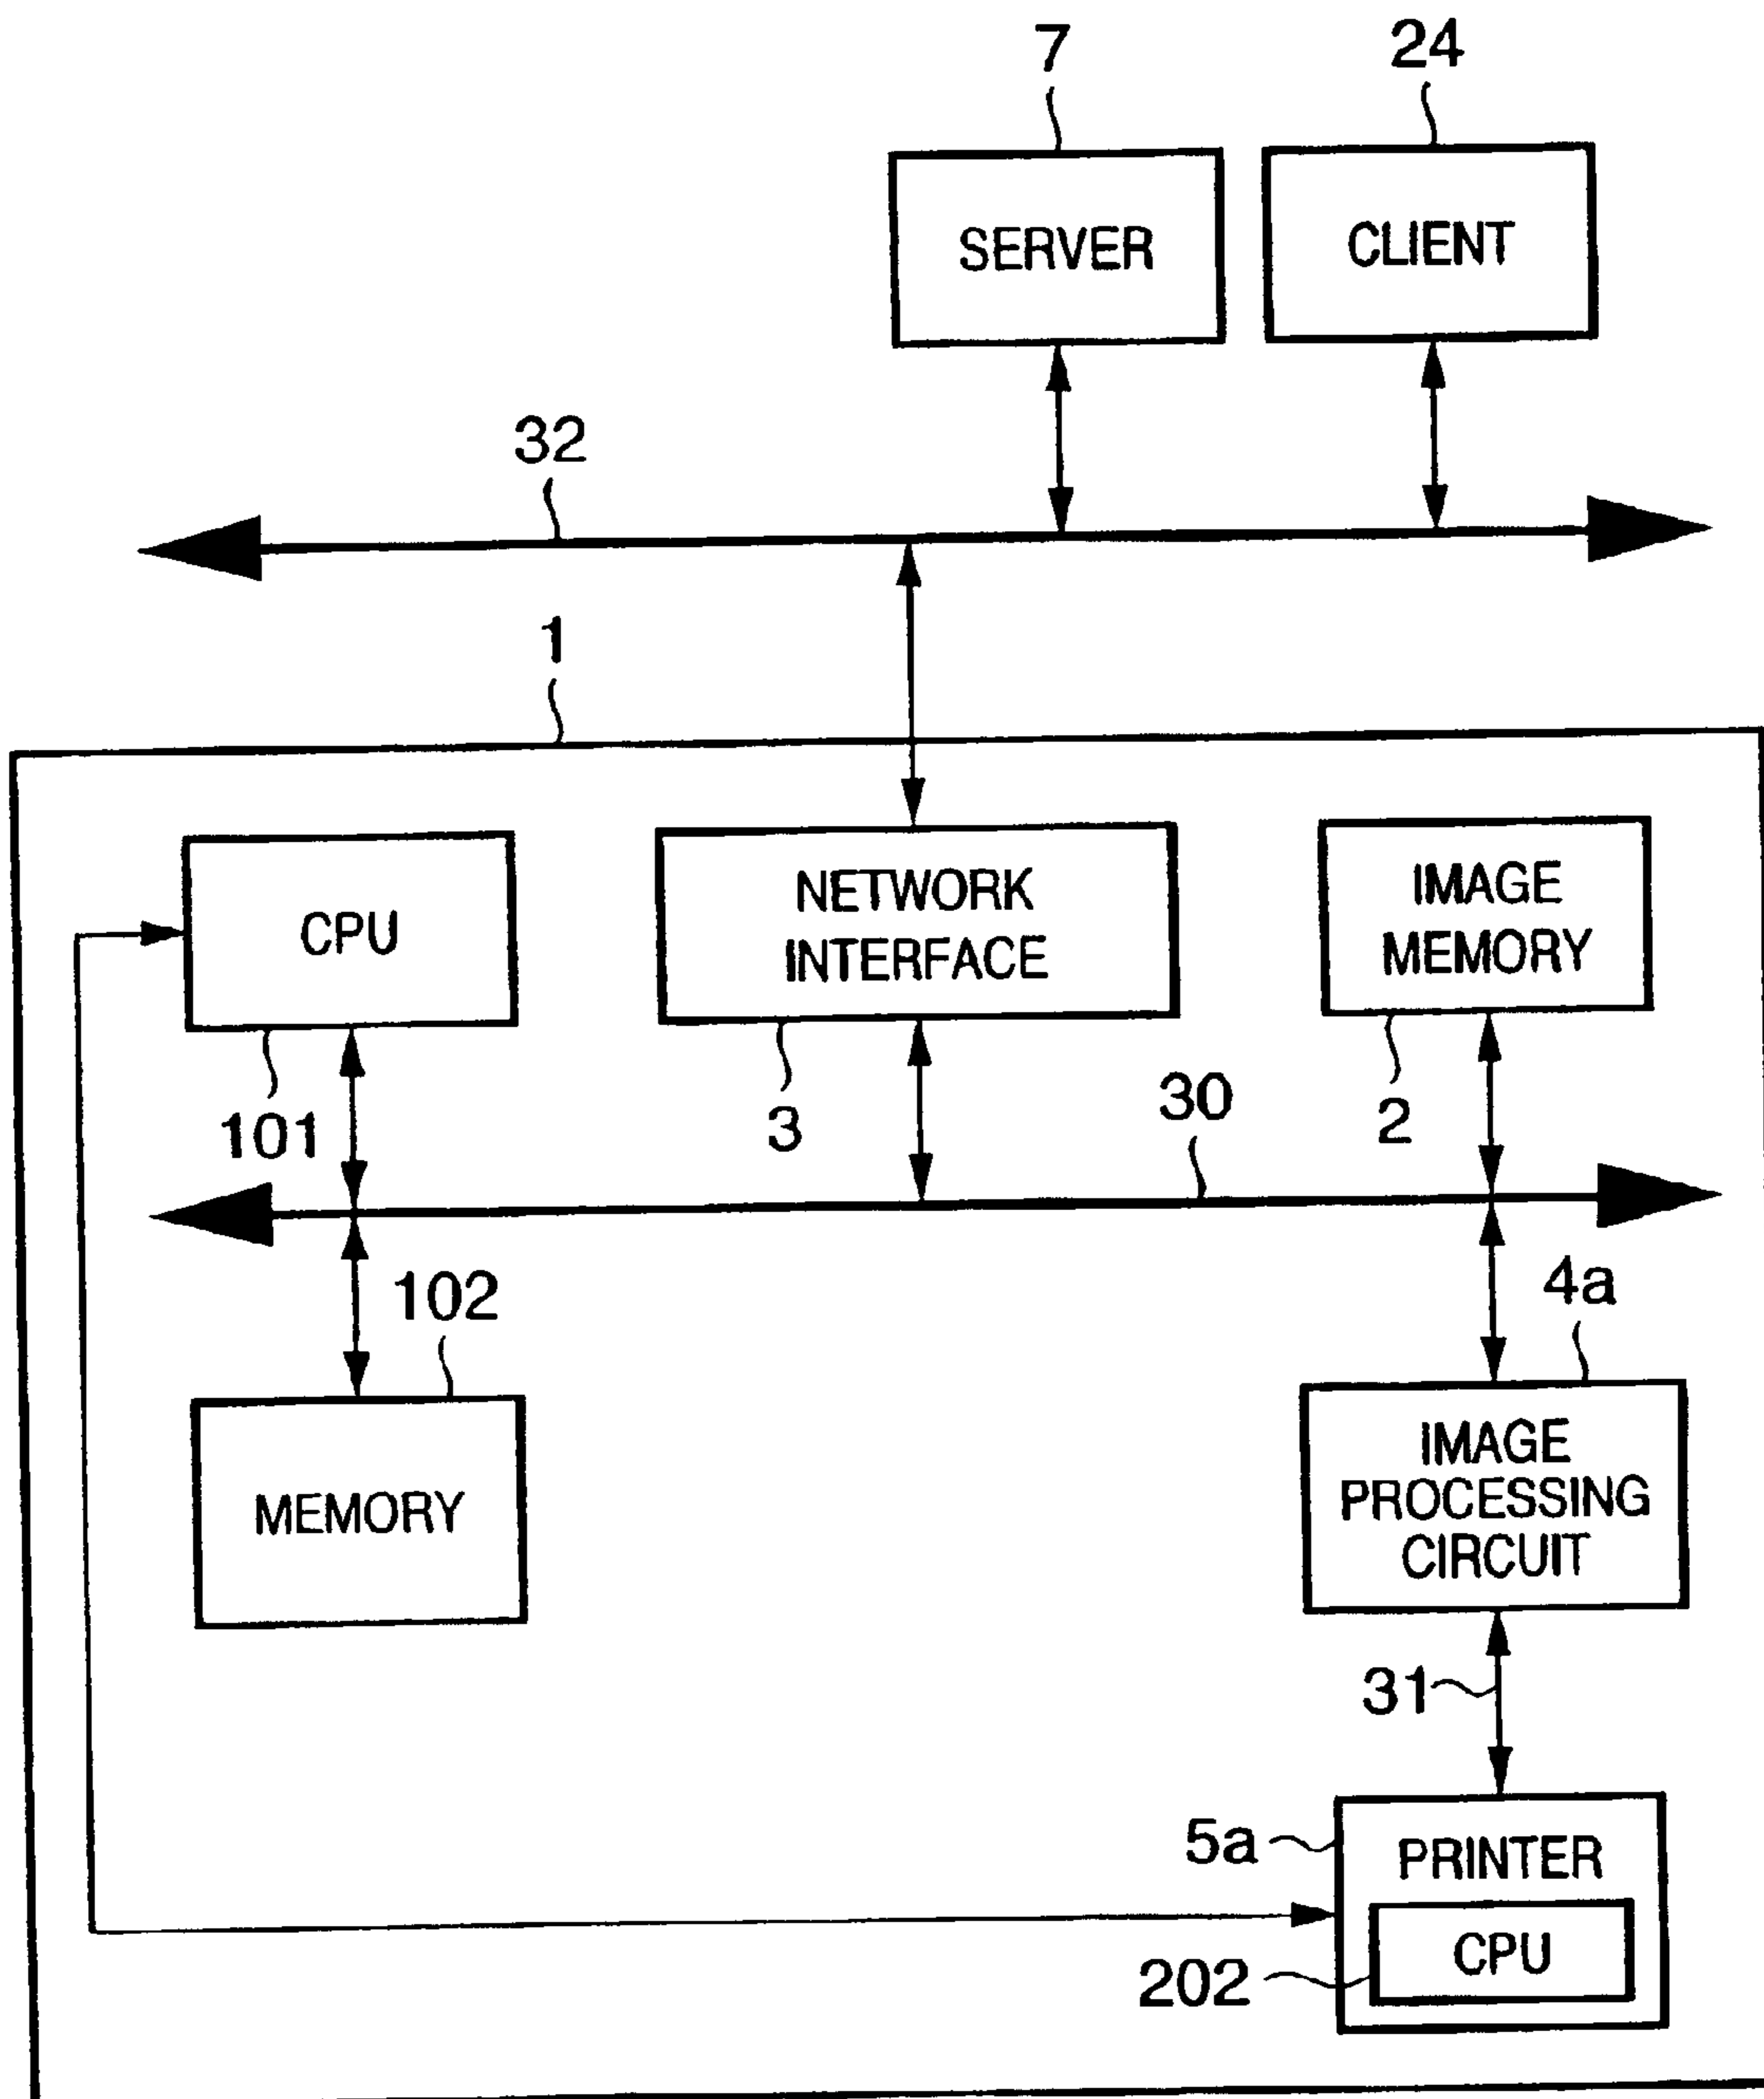 7
24
SERVER
CLIENT
32
1
CPU
NETWORK
INTERFACE
IMAGE
MEMORY
101
3
30
2
102
4a
MEMORY
IMAGE
PROCESSING
CIRCUIT
31
5a
PRINTER
CPU
202